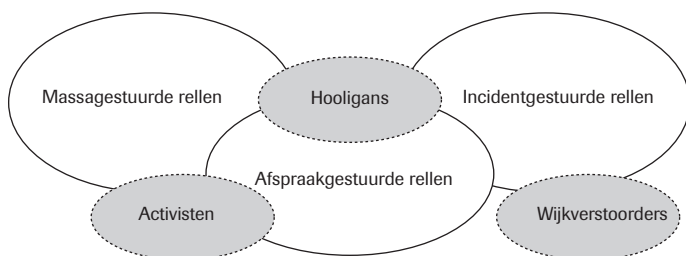 Massagestuurde rellen
Hooligans
Incidentgestuurde rellen
Afspraakgestuurde rellen
Activisten
Wijkverstoorders